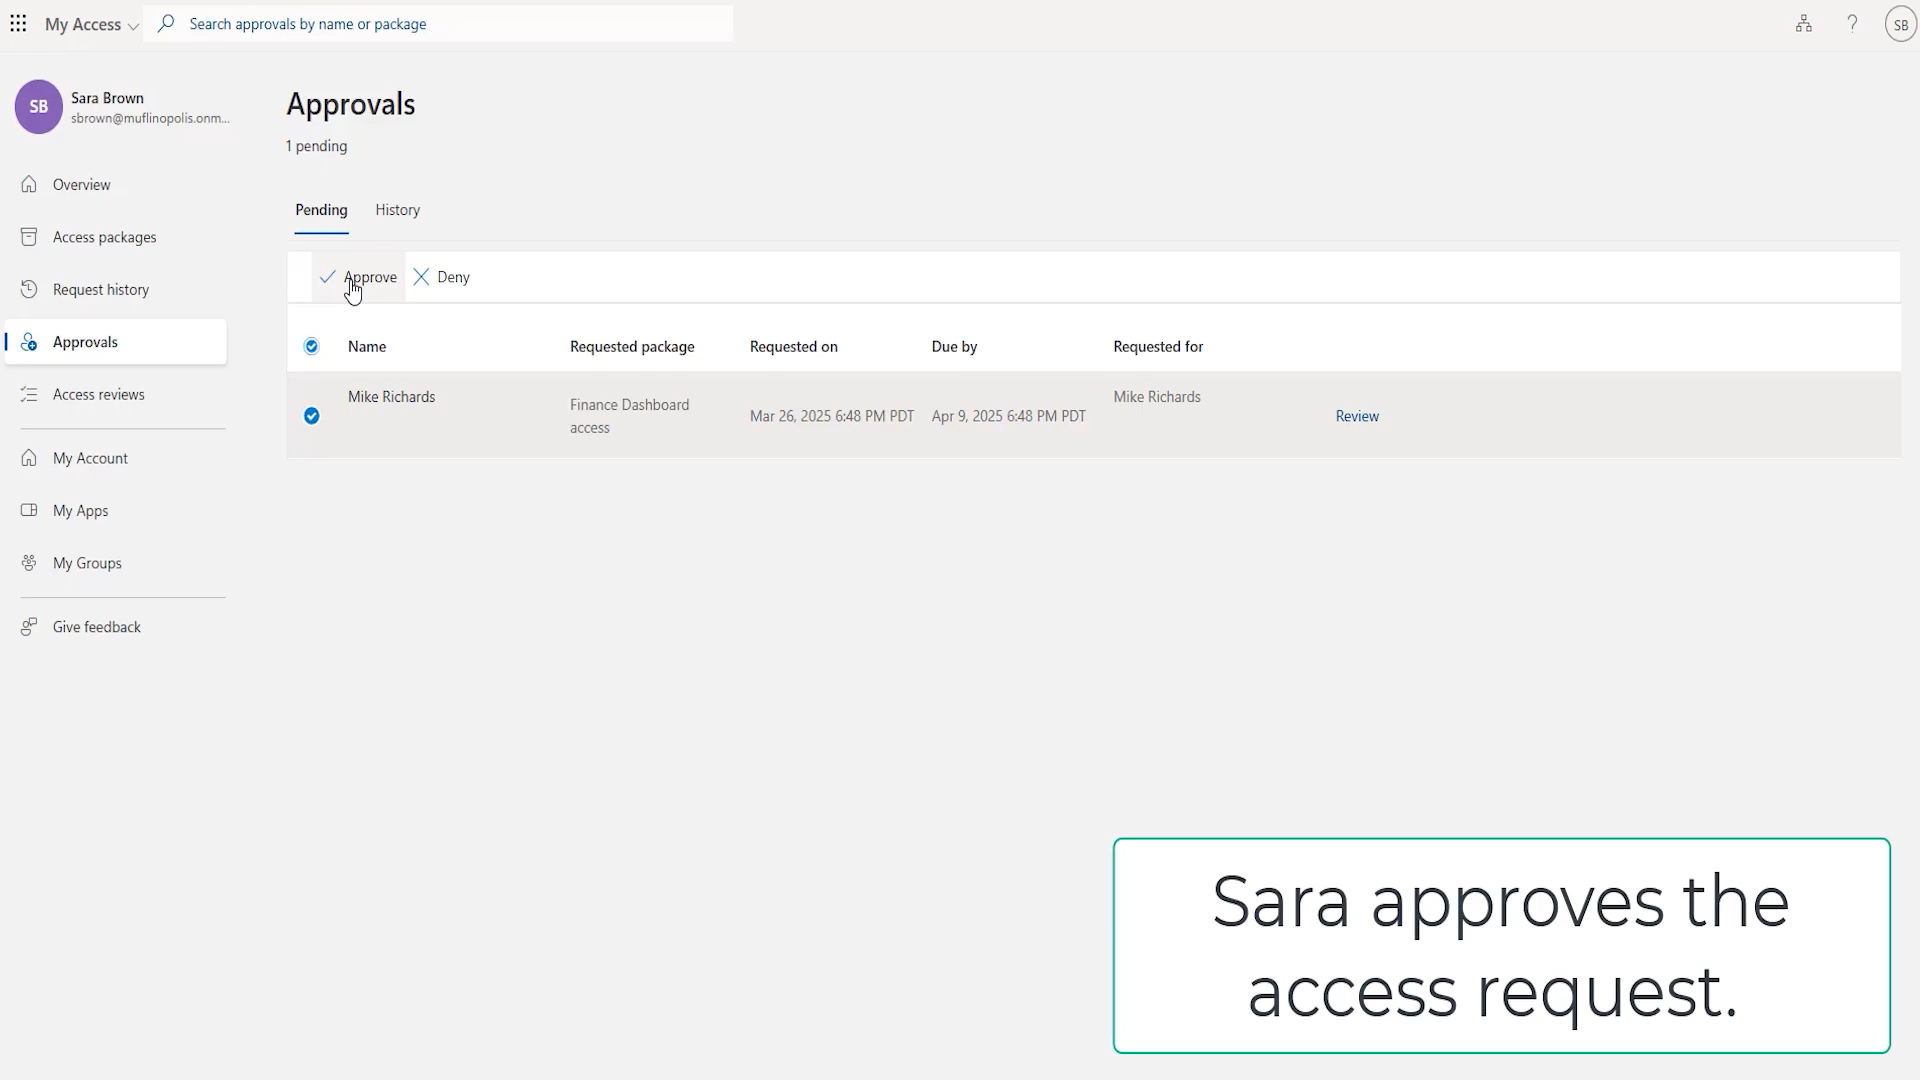 My Access
Search approvals by name or package
?
SB
SB
Sara Brown
sbrown@muflinopolis.onm...
Overview
Access packages
Request history
Approvals
Access reviews
My Account
My Apps
My Groups
Give feedback
Approvals
1 pending
Pending History
Approve Deny
Name Requested package Requested on Due by Requested for
Mike Richards Finance Dashboard access Mar 26, 2025 6:48 PM PDT Apr 9, 2025 6:48 PM PDT Mike Richards Review
Sara approves the
access request.